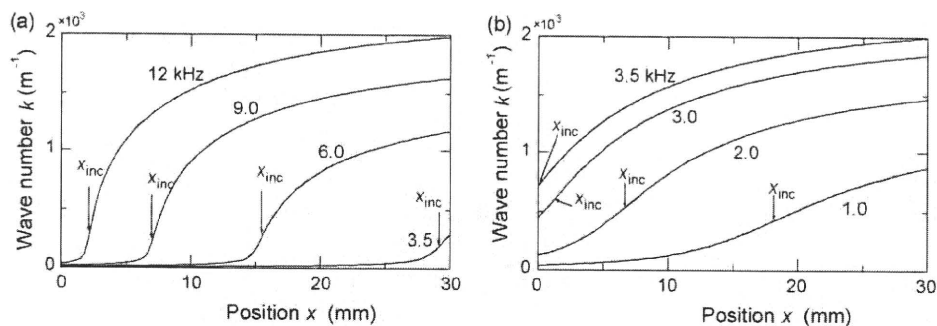 (a)
×10³
2
1
0
Wave number k (m⁻¹)
12 kHz
9.0
6.0
3.5
x_inc
x_inc
x_inc
x_inc
0 10 20 30
Position x (mm)
(b)
×10³
2
1
0
Wave number k (m⁻¹)
3.5 kHz
3.0
2.0
1.0
x_inc
x_inc
x_inc
x_inc
0 10 20 30
Position x (mm)